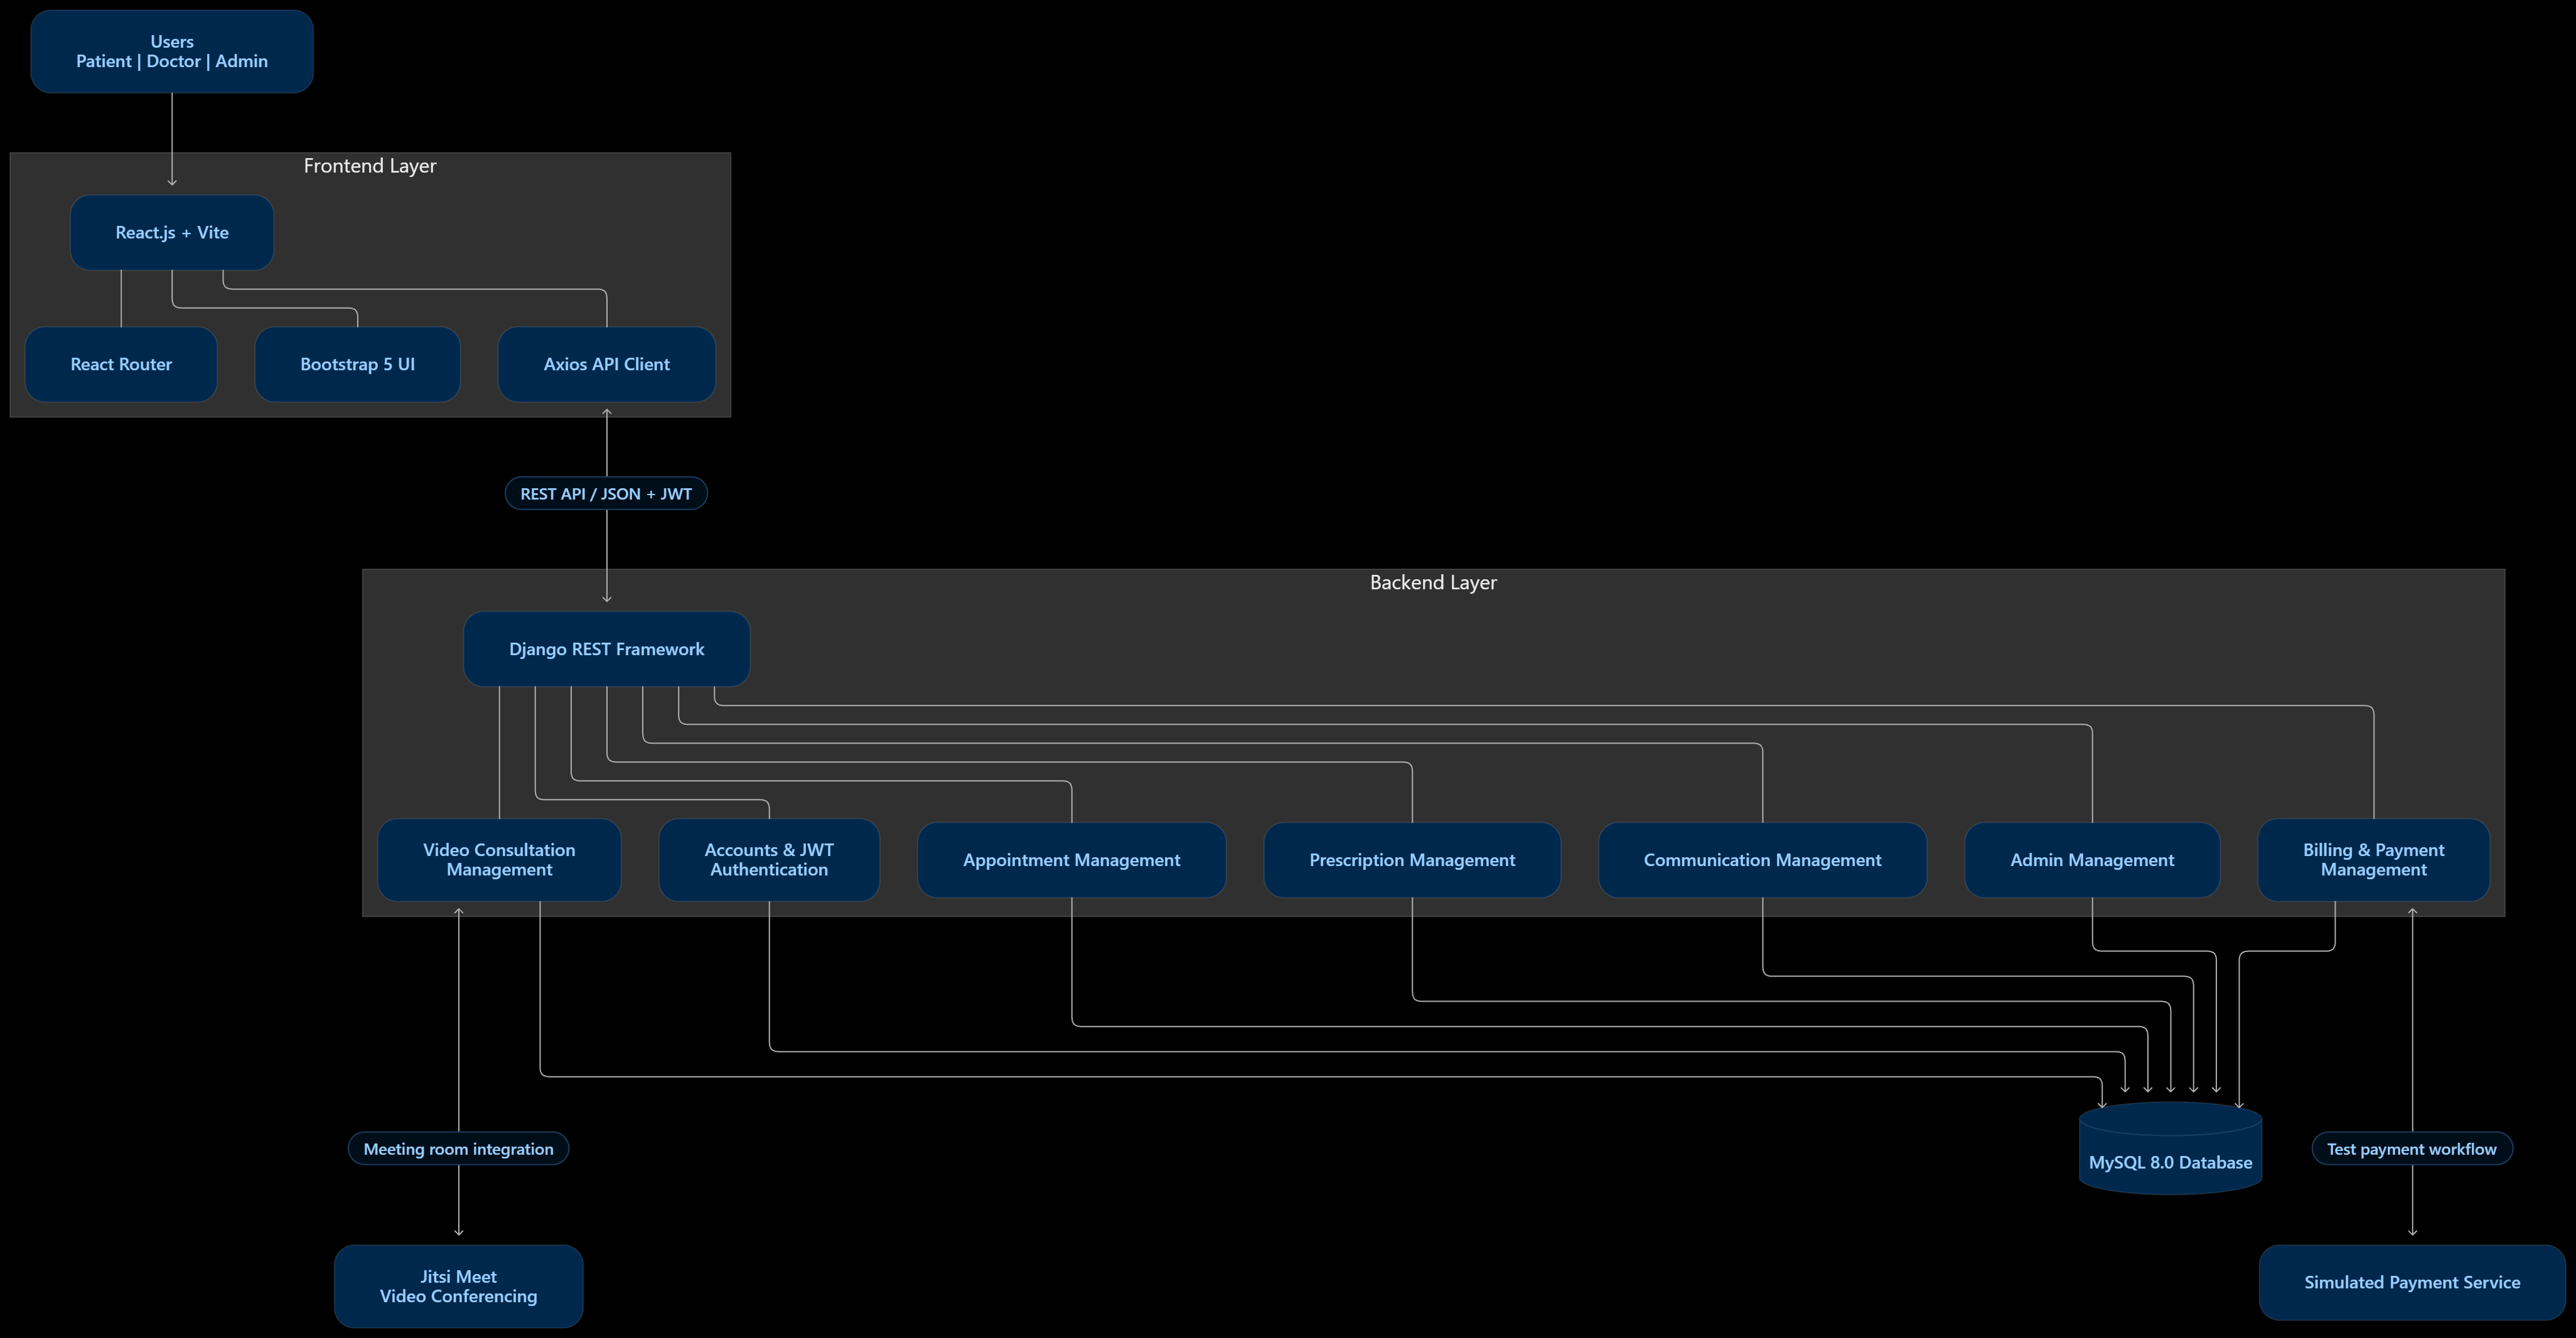 Users
Patient | Doctor | Admin
Frontend Layer
React.js + Vite
React Router
Bootstrap 5 UI
Axios API Client
REST API / JSON + JWT
Backend Layer
Django REST Framework
Video Consultation
Management
Accounts & JWT
Authentication
Appointment Management
Prescription Management
Communication Management
Admin Management
Billing & Payment
Management
Meeting room integration
MySQL 8.0 Database
Test payment workflow
Jitsi Meet
Video Conferencing
Simulated Payment Service